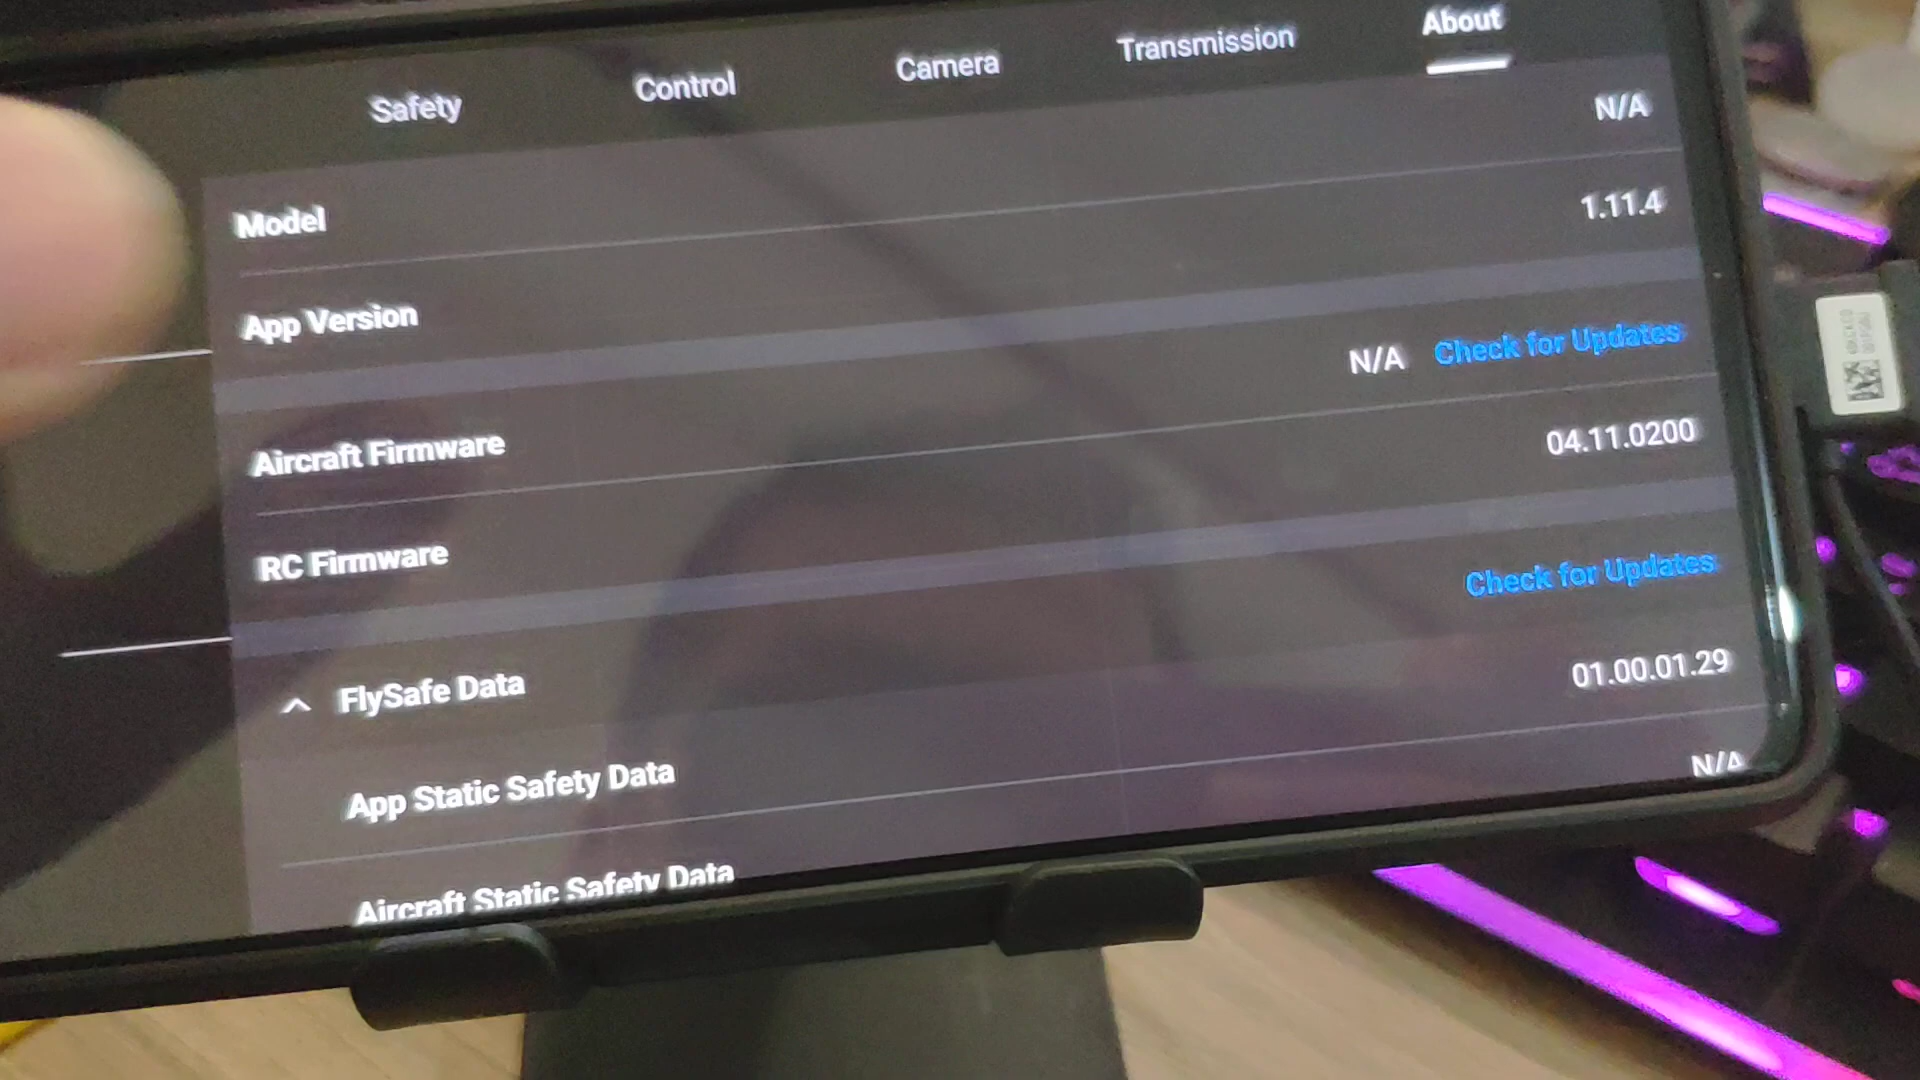 Safety Control Camera Transmission About
Model N/A
App Version 1.11.4
Aircraft Firmware N/A Check for Updates
RC Firmware 04.11.0200
FlySafe Data Check for Updates
App Static Safety Data 01.00.01.29
Aircraft Static Safety Data N/A